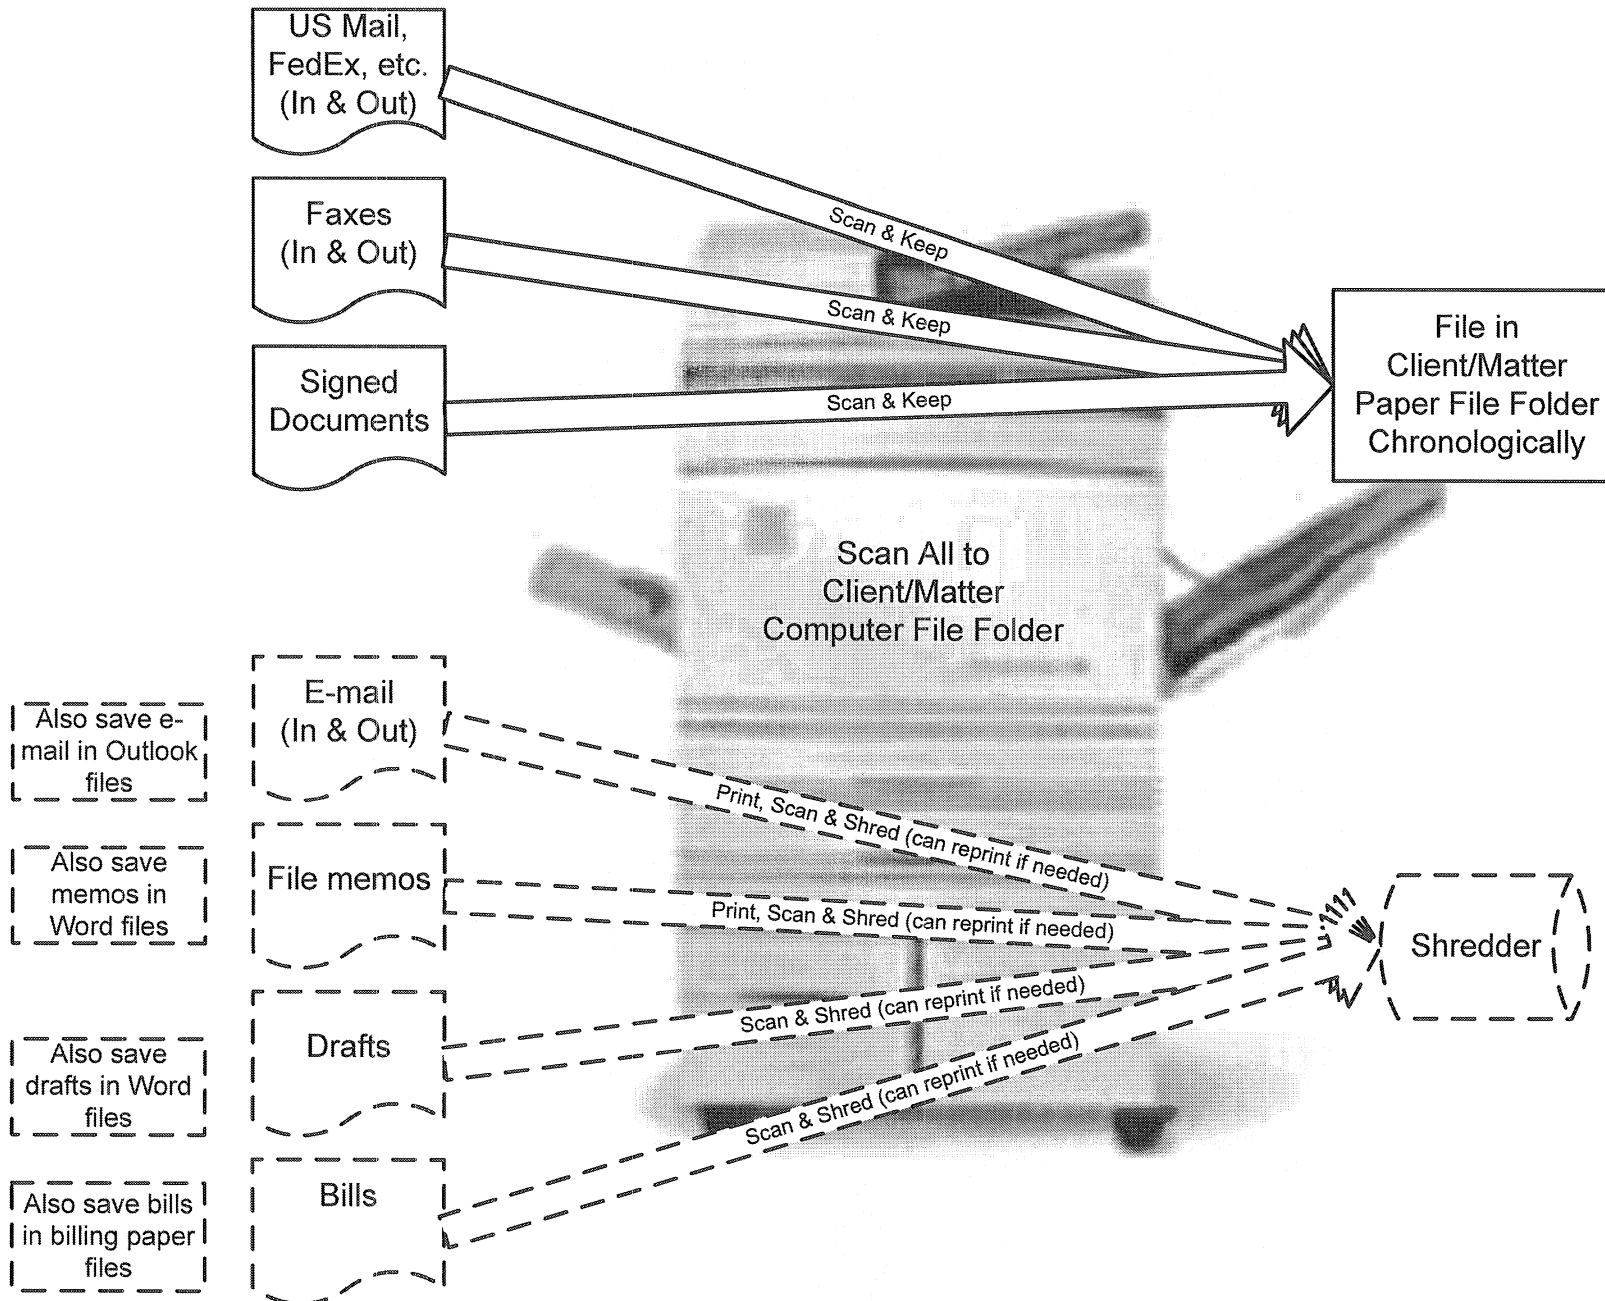 US Mail,
FedEx, etc.
(In & Out)
Faxes
(In & Out)
Signed
Documents
Scan & Keep
Scan & Keep
Scan & Keep
File in
Client/Matter
Paper File Folder
Chronologically
Scan All to
Client/Matter
Computer File Folder
Also save e-
mail in Outlook
files
E-mail
(In & Out)
Print, Scan & Shred (can reprint if needed)
Also save
memos in
Word files
File memos
Print, Scan & Shred (can reprint if needed)
Shredder
Also save
drafts in Word
files
Drafts
Scan & Shred (can reprint if needed)
Also save bills
in billing paper
files
Bills
Scan & Shred (can reprint if needed)